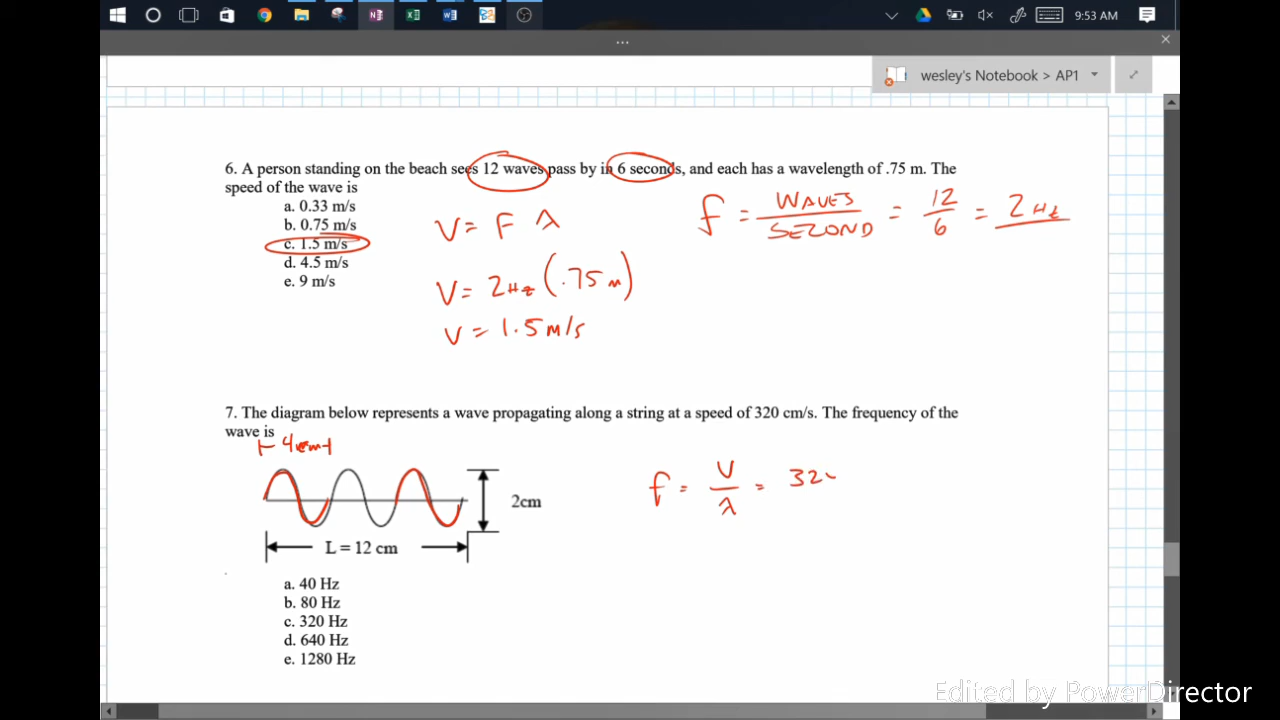 9:53 AM
...
wesley's Notebook > AP1
6. A person standing on the beach sees 12 waves pass by in 6 seconds, and each has a wavelength of .75 m. The
speed of the wave is
a. 0.33 m/s
b. 0.75 m/s
c. 1.5 m/s
d. 4.5 m/s
e. 9 m/s
V = F λ
V = 2Hz (.75 m)
V = 1.5 m/s
f = WAVES / SEZOND = 12 / 6 = 2 Hz
7. The diagram below represents a wave propagating along a string at a speed of 320 cm/s. The frequency of the
wave is
4cm
2cm
L = 12 cm
f = V / λ =
a. 40 Hz
b. 80 Hz
c. 320 Hz
d. 640 Hz
e. 1280 Hz
Edited by PowerDirector